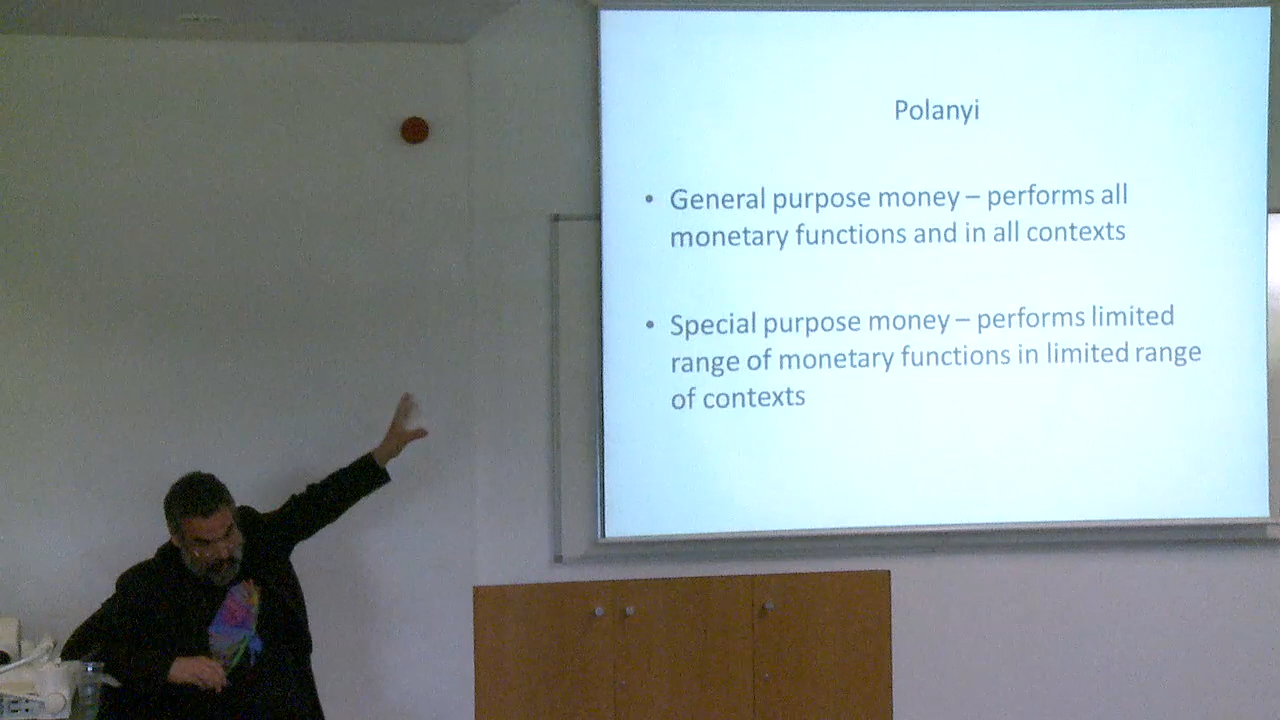 Polanyi
• General purpose money – performs all
monetary functions and in all contexts
• Special purpose money – performs limited
range of monetary functions in limited range
of contexts